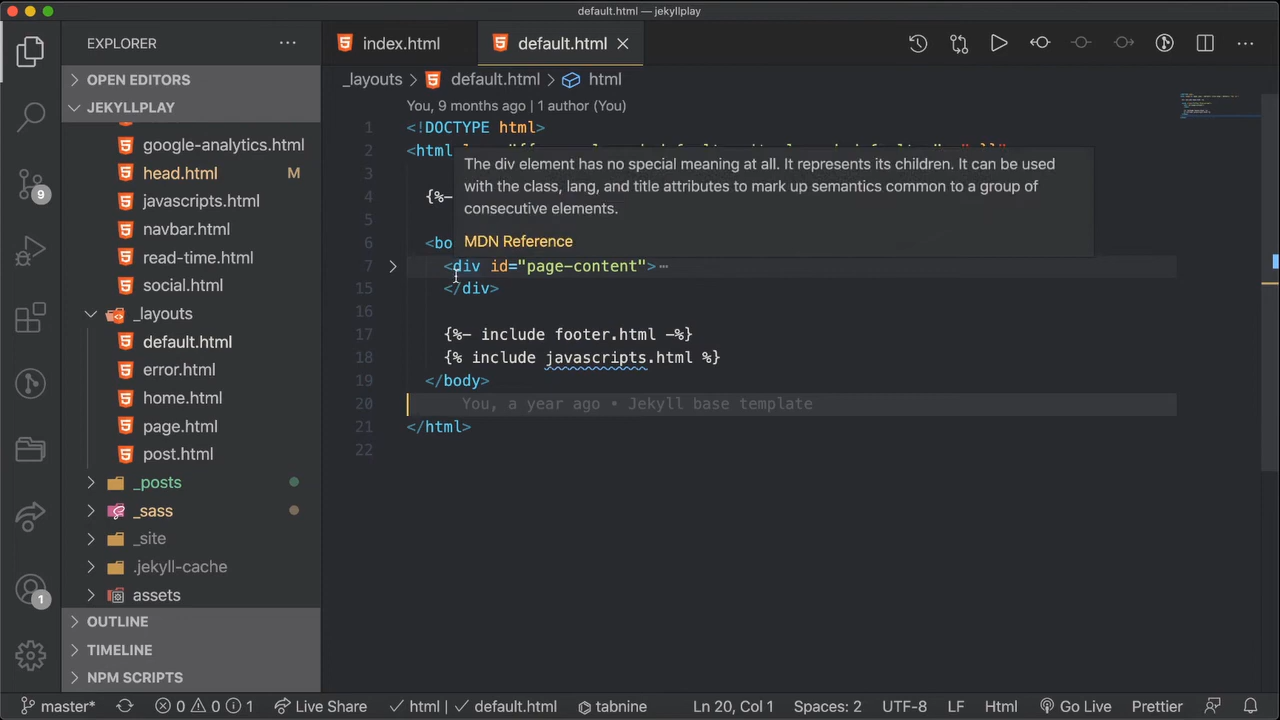 default.html — jekyllplay
EXPLORER
index.html
default.html
OPEN EDITORS
JEKYLLPLAY
google-analytics.html
head.html M
javascripts.html
navbar.html
read-time.html
social.html
_layouts
default.html
error.html
home.html
page.html
post.html
_posts
_sass
_site
.jekyll-cache
assets
OUTLINE
TIMELINE
NPM SCRIPTS
9
1
_layouts > default.html > html
You, 9 months ago | 1 author (You)
1 <!DOCTYPE html>
2 <html
3
4 {%-
5
6 <bo
The div element has no special meaning at all. It represents its children. It can be used
with the class, lang, and title attributes to mark up semantics common to a group of
consecutive elements.
MDN Reference
7 <div id="page-content"> ⋯
15 </div>
16
17 {%- include footer.html -%}
18 {% include javascripts.html %}
19 </body>
20 You, a year ago • Jekyll base template
21 </html>
22
master* 0 0 1 Live Share html default.html tabnine Ln 20, Col 1 Spaces: 2 UTF-8 LF Html Go Live Prettier